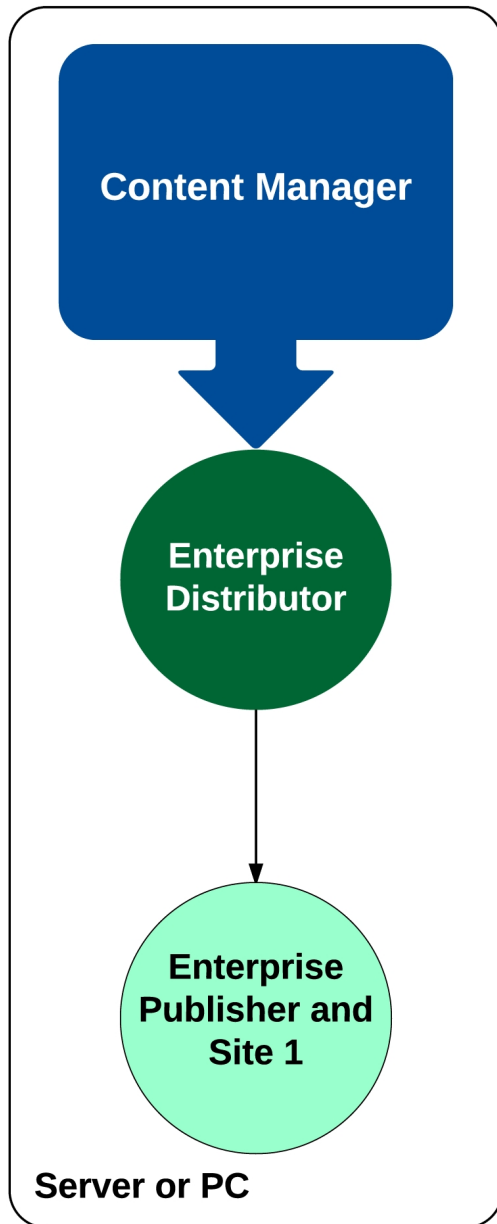 Content Manager
Enterprise
Distributor
Enterprise
Publisher and
Site 1
Server or PC